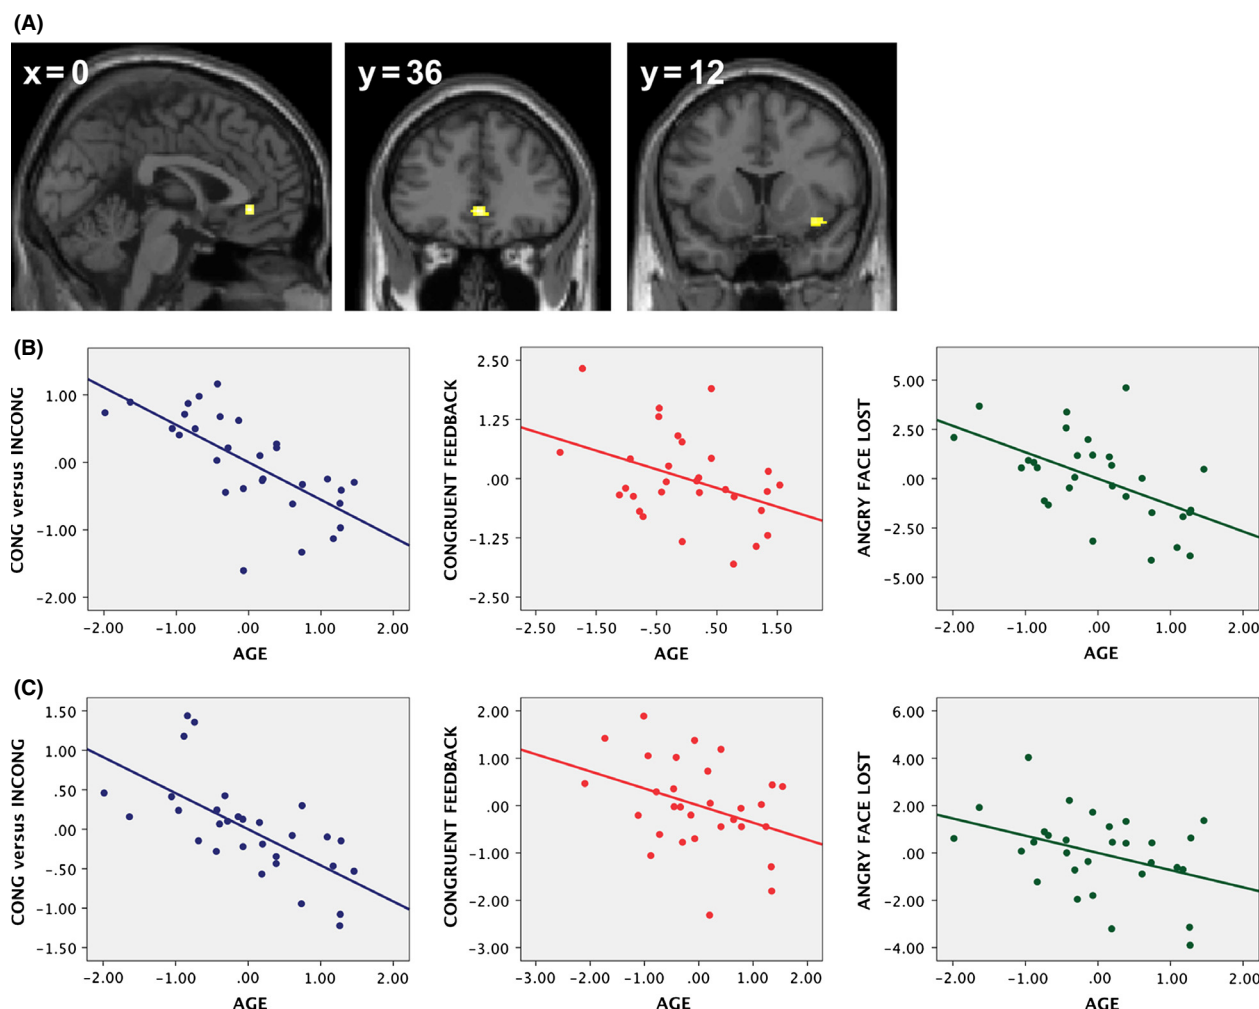 (A)
x = 0
y = 36
y = 12
(B)
CONG versus INCONG
1.00
.00
-1.00
-2.00
-2.00 -1.00 .00 1.00 2.00
AGE
CONGRUENT FEEDBACK
2.50
1.25
.00
-1.25
-2.50
-2.50 -1.50 -.50 .50 1.50
AGE
ANGRY FACE LOST
5.00
2.50
.00
-2.50
-5.00
-2.00 -1.00 .00 1.00 2.00
AGE
(C)
CONG versus INCONG
1.50
1.00
.50
.00
-.50
-1.00
-1.50
-2.00 -1.00 .00 1.00 2.00
AGE
CONGRUENT FEEDBACK
2.00
1.00
.00
-1.00
-2.00
-3.00
-3.00 -2.00 -1.00 .00 1.00 2.00
AGE
ANGRY FACE LOST
6.00
4.00
2.00
.00
-2.00
-4.00
-2.00 -1.00 .00 1.00 2.00
AGE